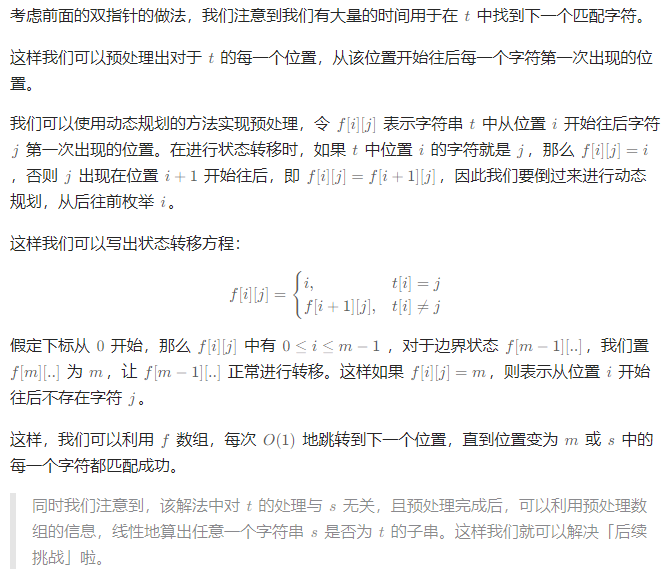 考虑前面的双指针的做法，我们注意到我们有大量的时间用于在 t 中找到下一个匹配字符。
这样我们可以预处理出对于 t 的每一个位置，从该位置开始往后每一个字符第一次出现的位
置。
我们可以使用动态规划的方法实现预处理，令 f[i][j] 表示字符串 t 中从位置 i 开始往后字符
j 第一次出现的位置。在进行状态转移时，如果 t 中位置 i 的字符就是 j，那么 f[i][j] = i
，否则 j 出现在位置 i + 1 开始往后，即 f[i][j] = f[i + 1][j]，因此我们要倒过来进行动态
规划，从后往前枚举 i。
这样我们可以写出状态转移方程：
f[i][j] = { i, t[i] = j
f[i + 1][j], t[i] ≠ j
假定下标从 0 开始，那么 f[i][j] 中有 0 ≤ i ≤ m − 1 ，对于边界状态 f[m − 1][..]，我们置
f[m][..] 为 m，让 f[m − 1][..] 正常进行转移。这样如果 f[i][j] = m，则表示从位置 i 开始
往后不存在字符 j。
这样，我们可以利用 f 数组，每次 O(1) 地跳转到下一个位置，直到位置变为 m 或 s 中的
每一个字符都匹配成功。
同时我们注意到，该解法中对 t 的处理与 s 无关，且预处理完成后，可以利用预处理数
组的信息，线性地算出任意一个字符串 s 是否为 t 的子串。这样我们就可以解决「后续
挑战」啦。